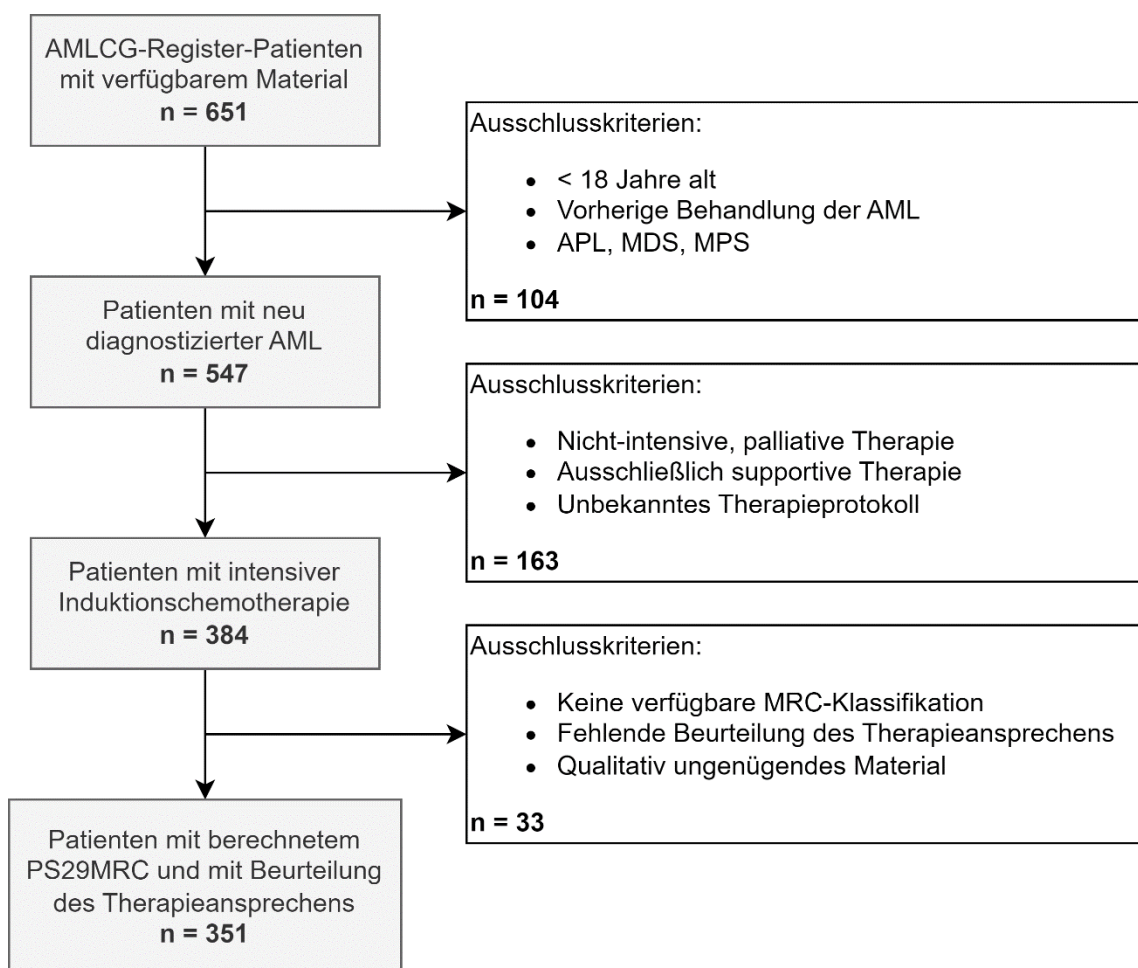 AMLCG-Register-Patienten
mit verfügbarem Material
n = 651
Ausschlusskriterien:
• < 18 Jahre alt
• Vorherige Behandlung der AML
• APL, MDS, MPS
n = 104
Patienten mit neu
diagnostizierter AML
n = 547
Ausschlusskriterien:
• Nicht-intensive, palliative Therapie
• Ausschließlich supportive Therapie
• Unbekanntes Therapieprotokoll
n = 163
Patienten mit intensiver
Induktionschemotherapie
n = 384
Ausschlusskriterien:
• Keine verfügbare MRC-Klassifikation
• Fehlende Beurteilung des Therapieansprechens
• Qualitativ ungenügendes Material
n = 33
Patienten mit berechnetem
PS29MRC und mit Beurteilung
des Therapieansprechens
n = 351